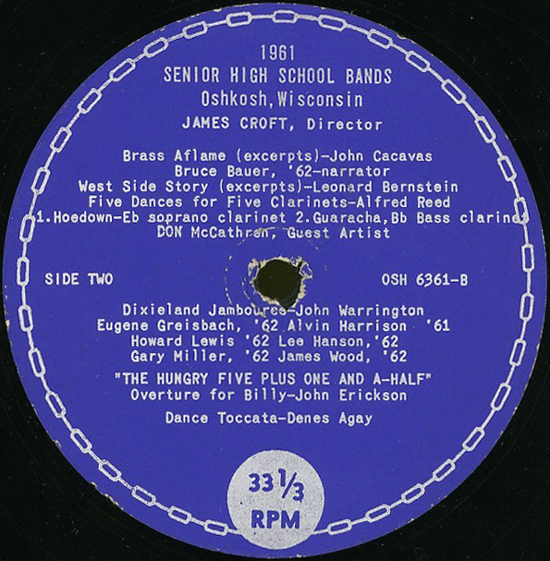 1961
SENIOR HIGH SCHOOL BANDS
Oshkosh,Wisconsin
JAMES CROFT, Director
Brass Aflame (excerpts)-John Cacavas
Bruce Bauer, '62-narrator
West Side Story (excerpts)-Leonard Bernstein
Five Dances for Five Clarinets-Alfred Reed
1.Hoedown-Eb soprano clarinet 2.Guaracha,Bb Bass clarinet
DON McCathren, Guest Artist
SIDE TWO
OSH 6361-B
Dixieland Jambouree-John Warrington
Eugene Greisbach, '62 Alvin Harrison '61
Howard Lewis '62 Lee Hanson,'62
Gary Miller, '62 James Wood, '62
"THE HUNGRY FIVE PLUS ONE AND A-HALF"
Overture for Billy-John Erickson
Dance Toccata-Denes Agay
33 1/3
RPM